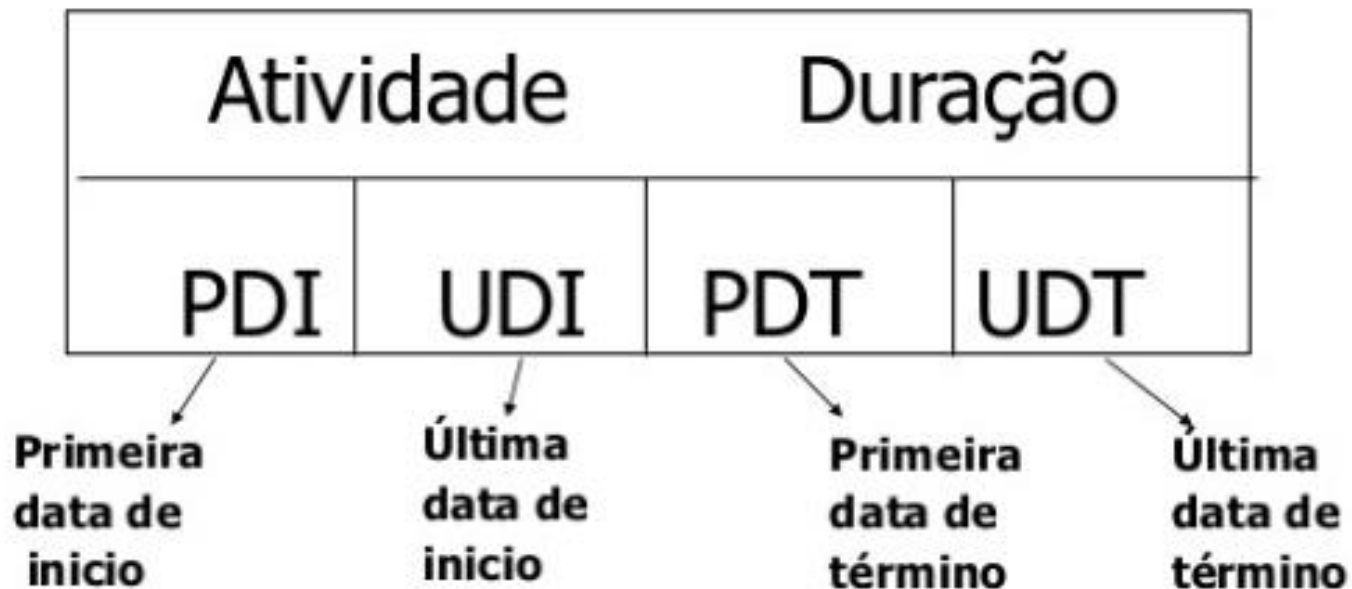 Atividade Duração
PDI UDI PDT UDT
Primeira
data de
inicio
Última
data de
inicio
Primeira
data de
término
Última
data de
término